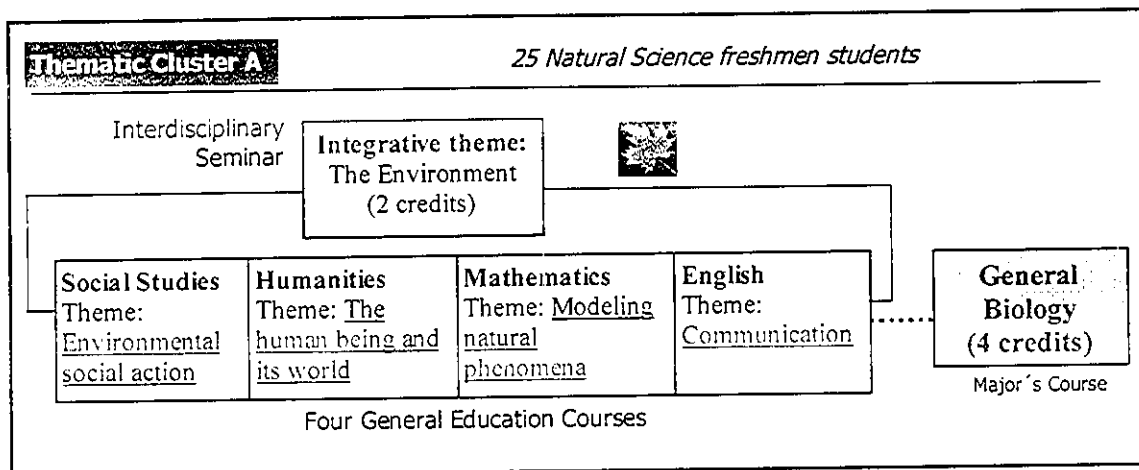 Thematic Cluster A
25 Natural Science freshmen students
Interdisciplinary
Seminar
Integrative theme:
The Environment
(2 credits)
Social Studies
Theme:
Environmental
social action
Humanities
Theme: The
human being and
its world
Mathematics
Theme: Modeling
natural
phenomena
English
Theme:
Communication
General
Biology
(4 credits)
Major´s Course
Four General Education Courses